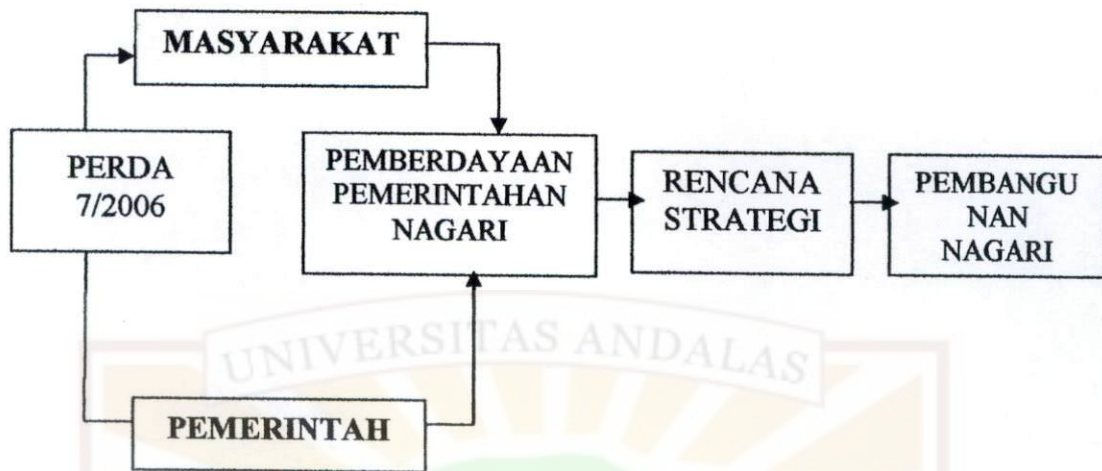 MASYARAKAT
PERDA
7/2006
PEMBERDAYAAN
PEMERINTAHAN
NAGARI
RENCANA
STRATEGI
PEMBANGU
NAN
NAGARI
UNIVERSITAS ANDALAS
PEMERINTAH